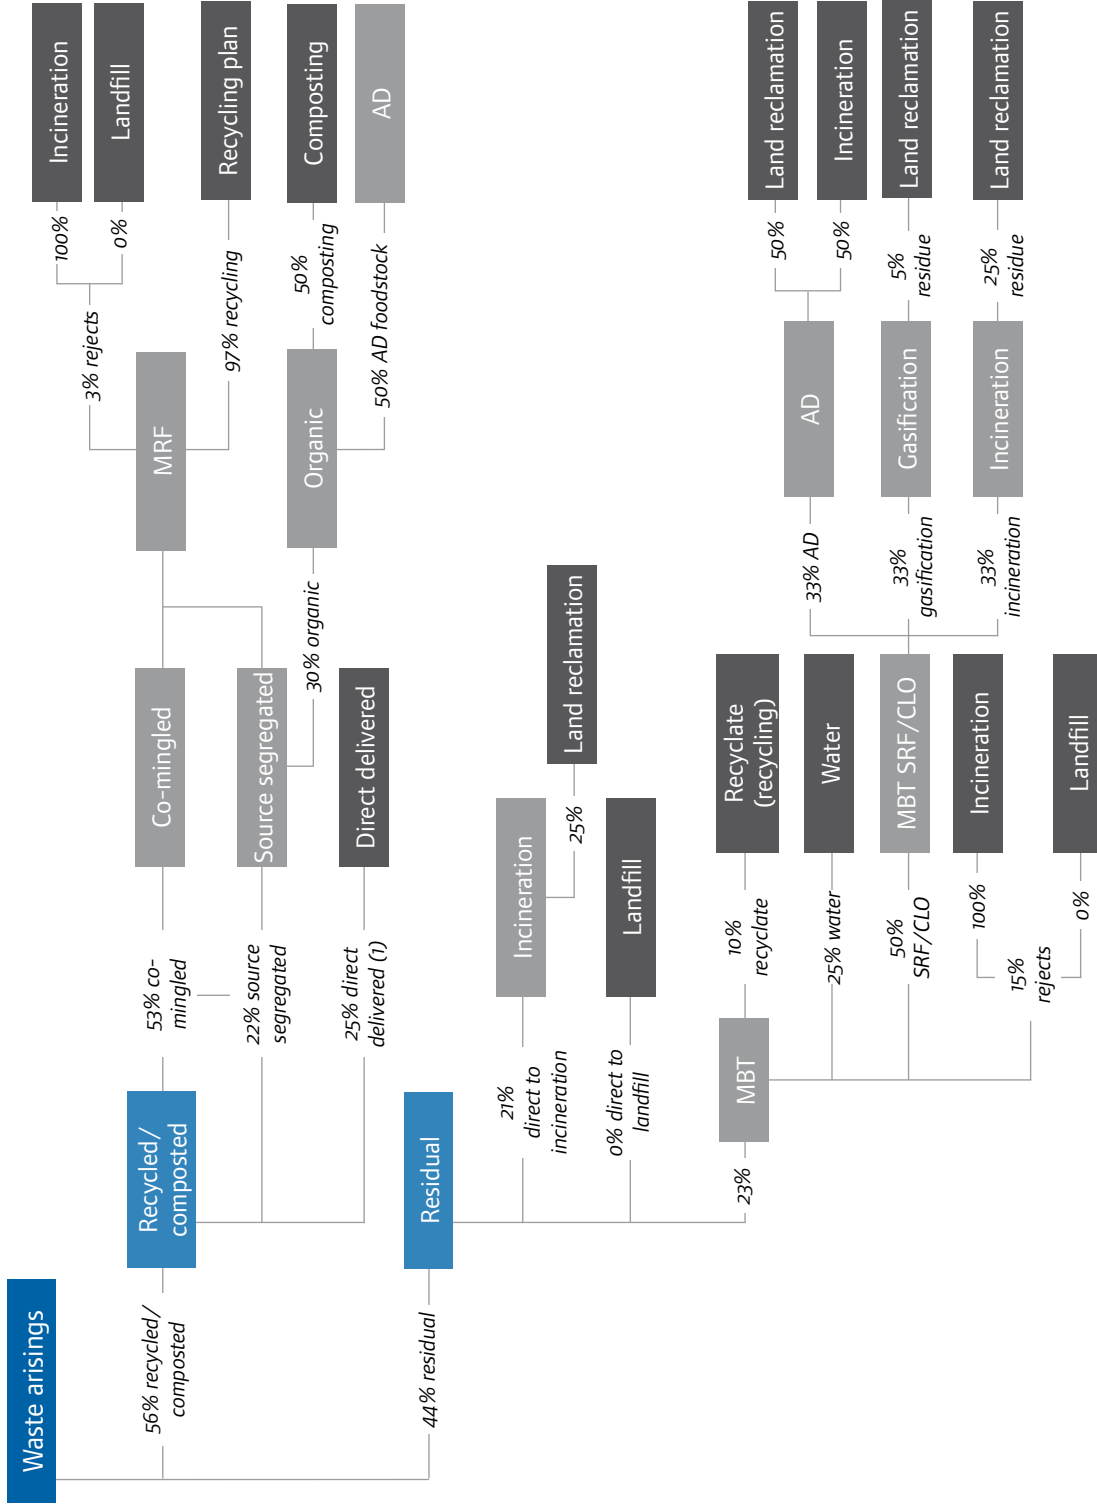 Waste arisings
56% recycled/
composted
Recycled/
composted
53% co-
mingled
Co-mingled
MRF
3% rejects
100%
Incineration
0%
Landfill
97% recycling
Recycling plan
22% source
segregated
Source segregated
30% organic
Organic
50%
composting
Composting
50% AD foodstock
AD
25% direct
delivered (1)
Direct delivered
44% residual
Residual
21%
direct to
incineration
Incineration
25%
Land reclamation
0% direct to
landfill
Landfill
23%
MBT
10%
recyclate
Recyclate
(recycling)
25% water
Water
50%
SRF/CLO
MBT SRF/CLO
33% AD
AD
50%
Land reclamation
50%
Incineration
33%
gasification
Gasification
5%
residue
Land reclamation
33%
incineration
Incineration
25%
residue
Land reclamation
15%
rejects
100%
Incineration
0%
Landfill